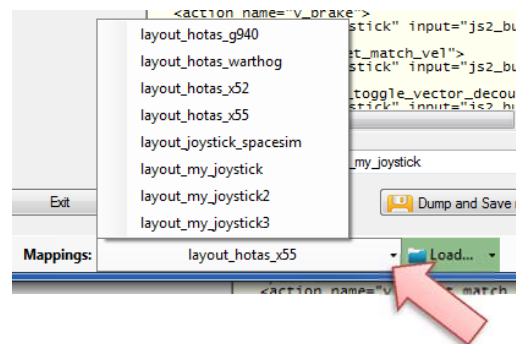 <action name="v_brake">
layout_hotas_g940
stick" input="js2_bu
layout_hotas_warthog
et_match_vel">
stick" input="js2_bu
layout_hotas_x52
toggle_vector_decou
stick" input="js2_bu
layout_hotas_x55
layout_joystick_spacesim
layout_my_joystick
my_joystick
layout_my_joystick2
Exit
Dump and Save
layout_my_joystick3
Mappings:
layout_hotas_x55
Load...
<action name="v
match